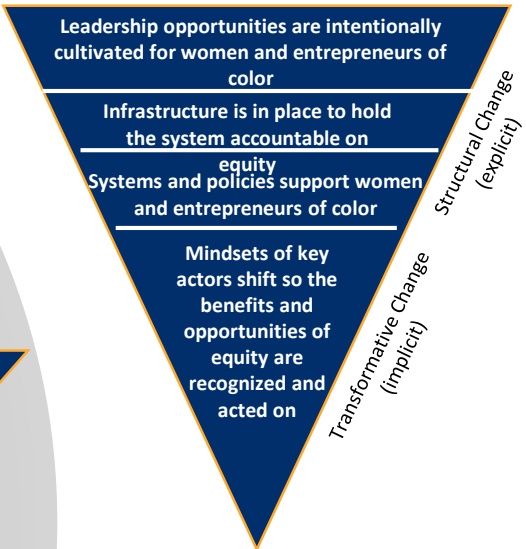 Leadership opportunities are intentionally
cultivated for women and entrepreneurs of
color
Infrastructure is in place to hold
the system accountable on
equity
Systems and policies support women
and entrepreneurs of color
Mindsets of key
actors shift so the
benefits and
opportunities of
equity are
recognized and
acted on
Structural Change
(explicit)
Transformative Change
(implicit)